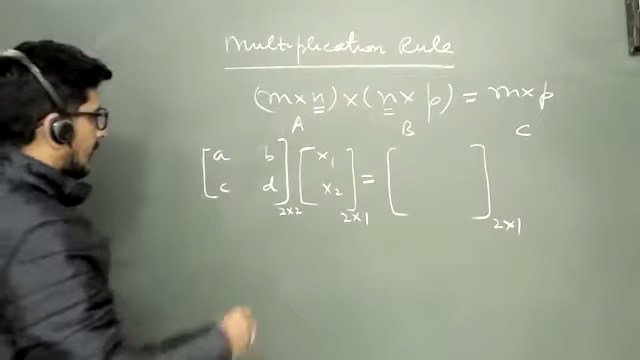 Multiplication Rule
(m×n)×(n×p) = m×p
A B C
[a b
c d]2×2 [x1
x2]2×1 = [ ]2×1